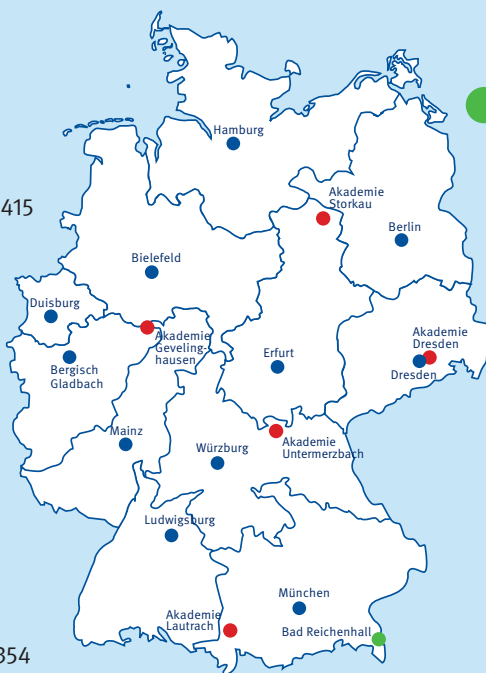 Hamburg
Akademie
Storkau
415
Berlin
Bielefeld
Duisburg
Akademie
Geveling-
hausen
Akademie
Dresden
Erfurt
Bergisch
Gladbach
Dresden
Mainz
Akademie
Untermerzbach
Würzburg
Ludwigsburg
München
Akademie
Lautrach
Bad Reichenhall
354